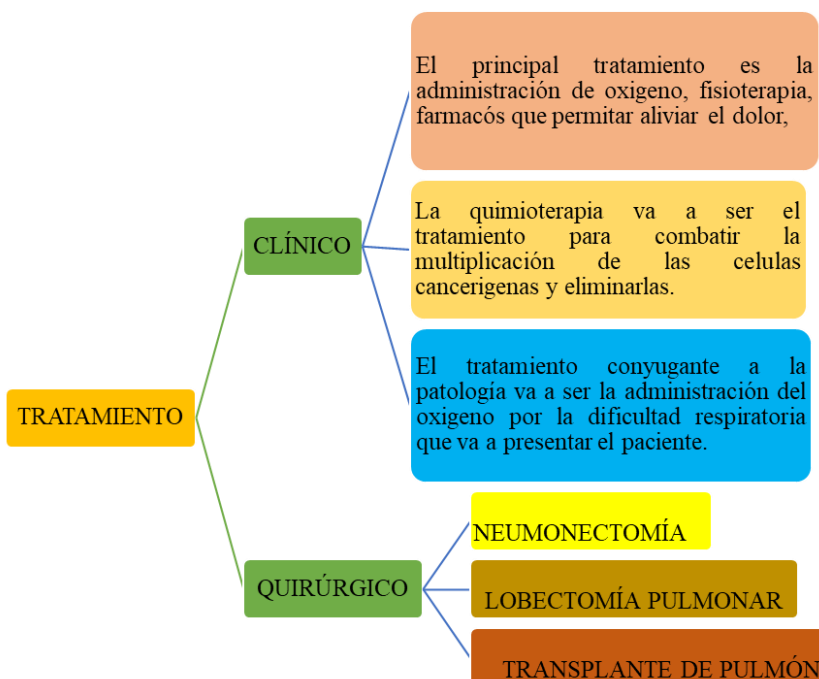 El principal tratamiento es la
administración de oxigeno, fisioterapia,
farmacós que permitar aliviar el dolor,
CLÍNICO
La quimioterapia va a ser el
tratamiento para combatir la
multiplicación de las celulas
cancerigenas y eliminarlas.
El tratamiento conyugante a la
patología va a ser la administración del
oxigeno por la dificultad respiratoria
que va a presentar el paciente.
TRATAMIENTO
QUIRÚRGICO
NEUMONECTOMÍA
LOBECTOMÍA PULMONAR
TRANSPLANTE DE PULMÓN